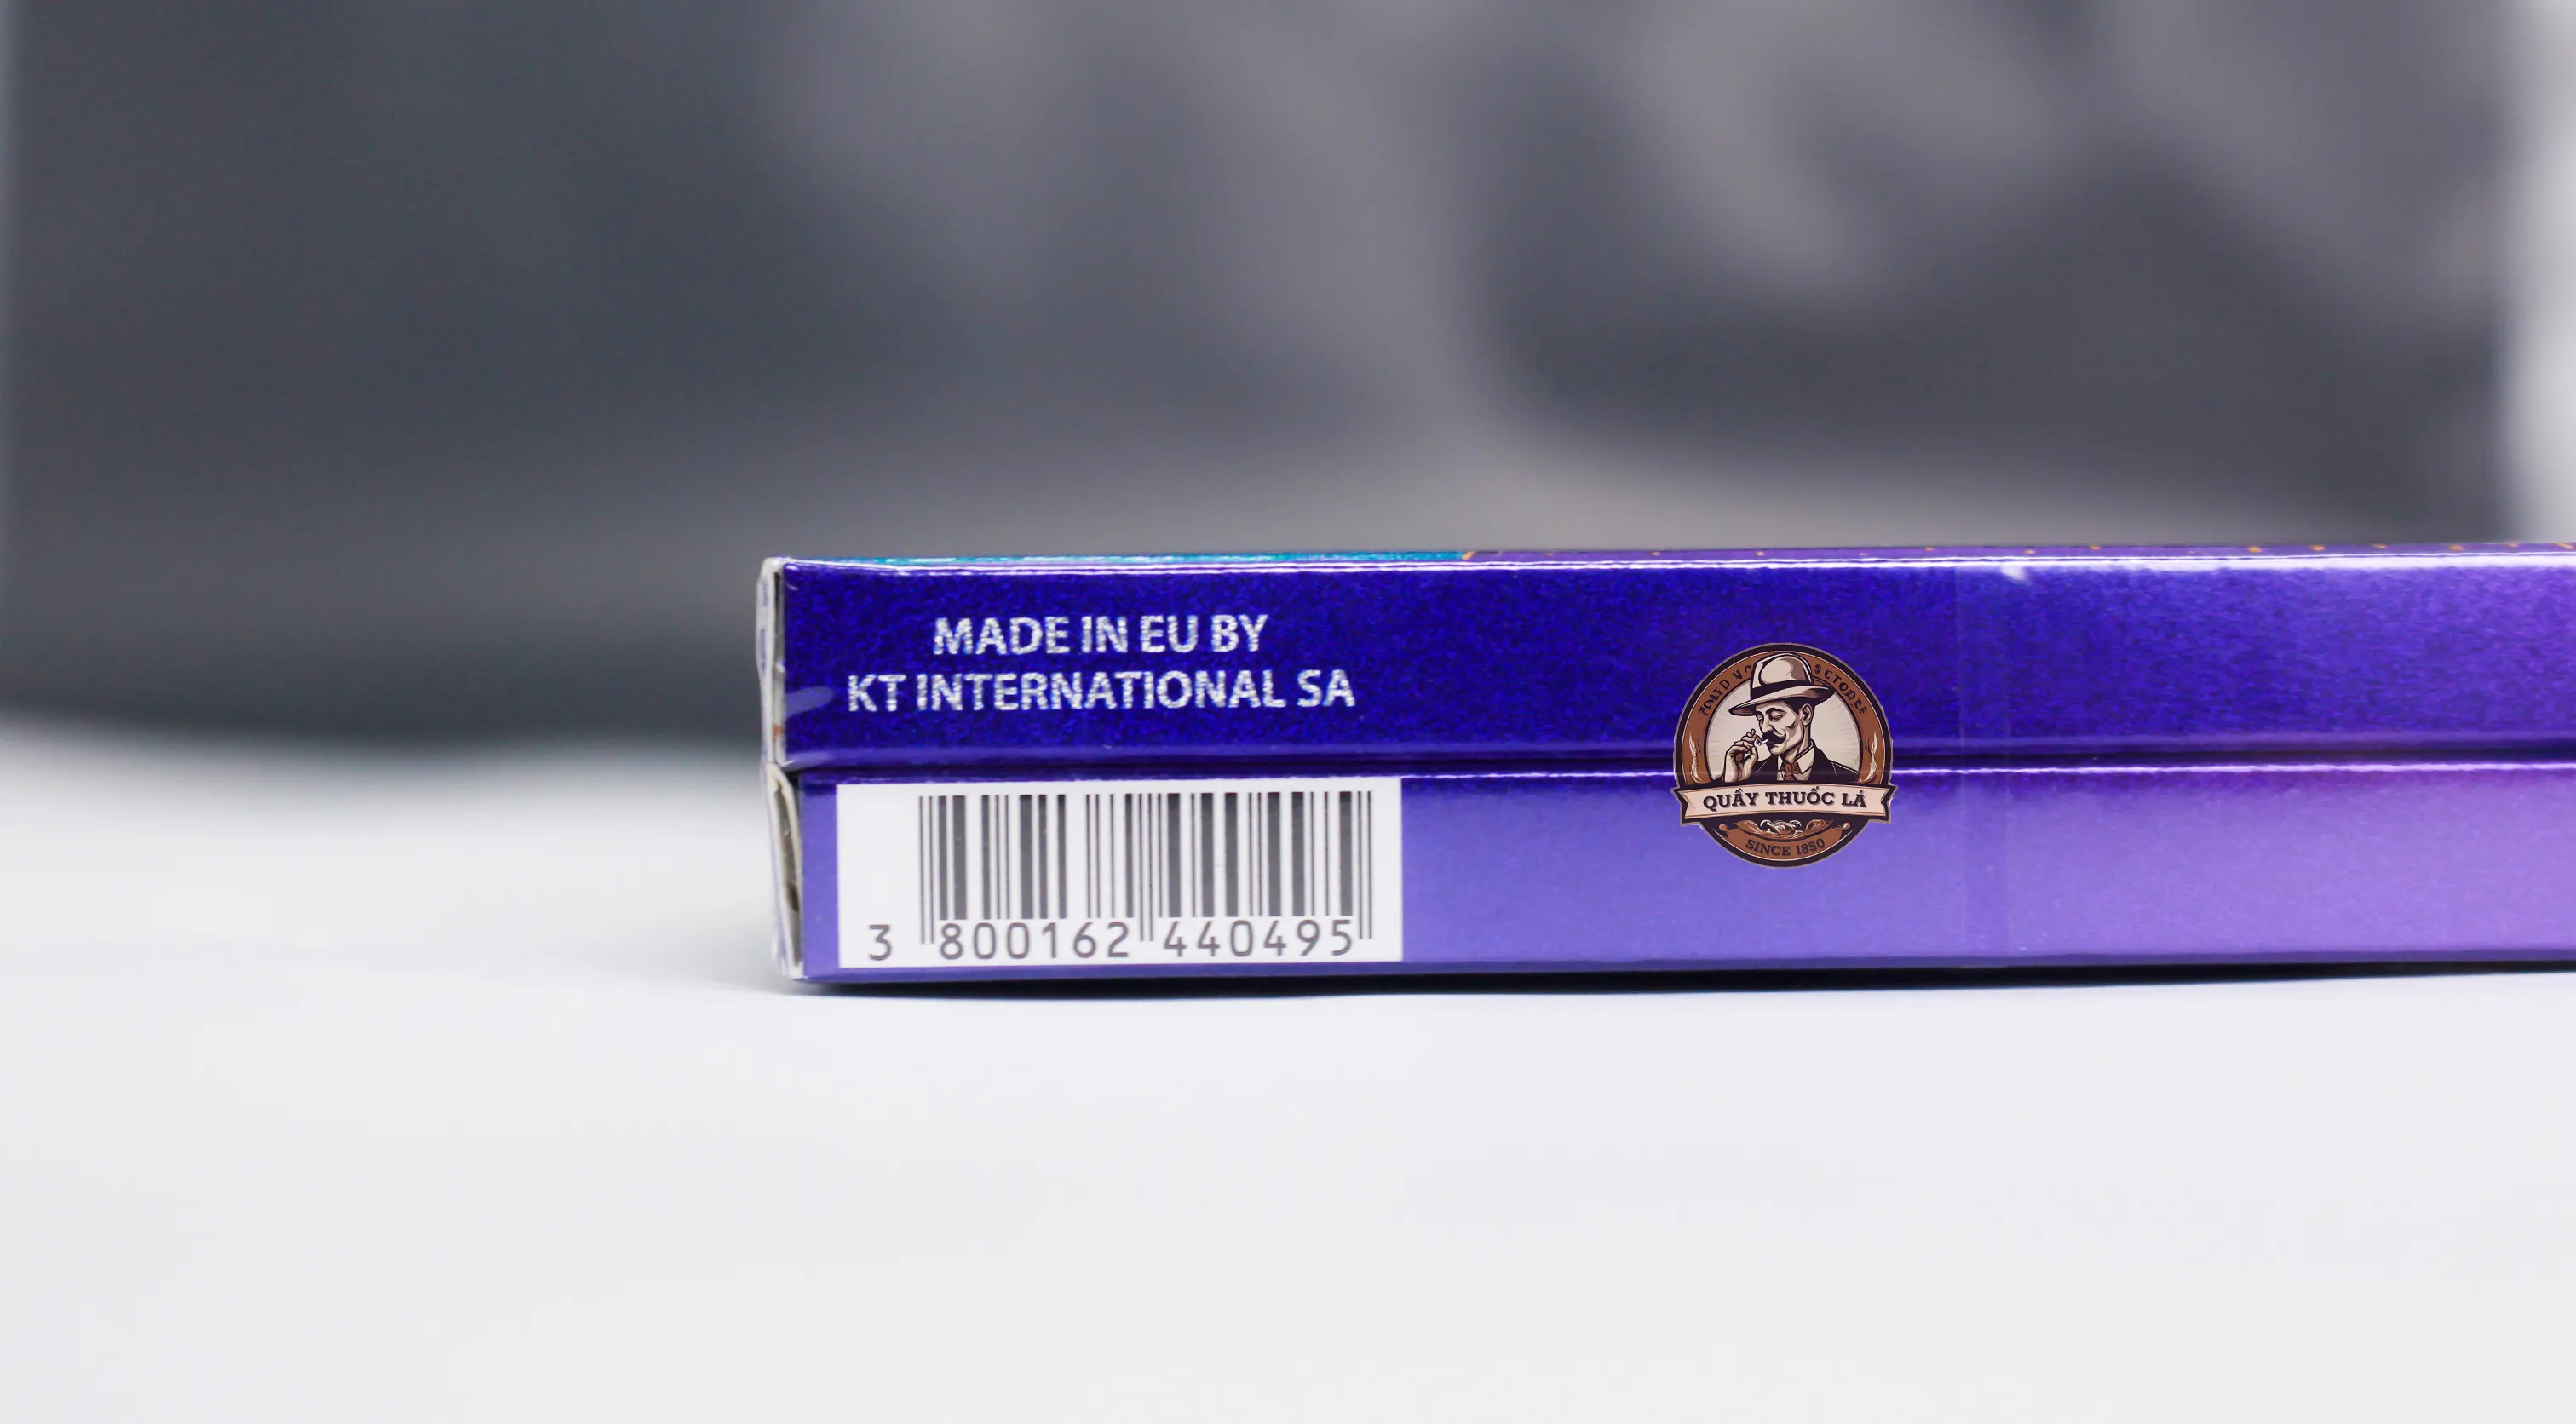 MADE IN EU BY
KT INTERNATIONAL SA
3 800162 440495
QUẦY THUỐC LÁ
SINCE 1850